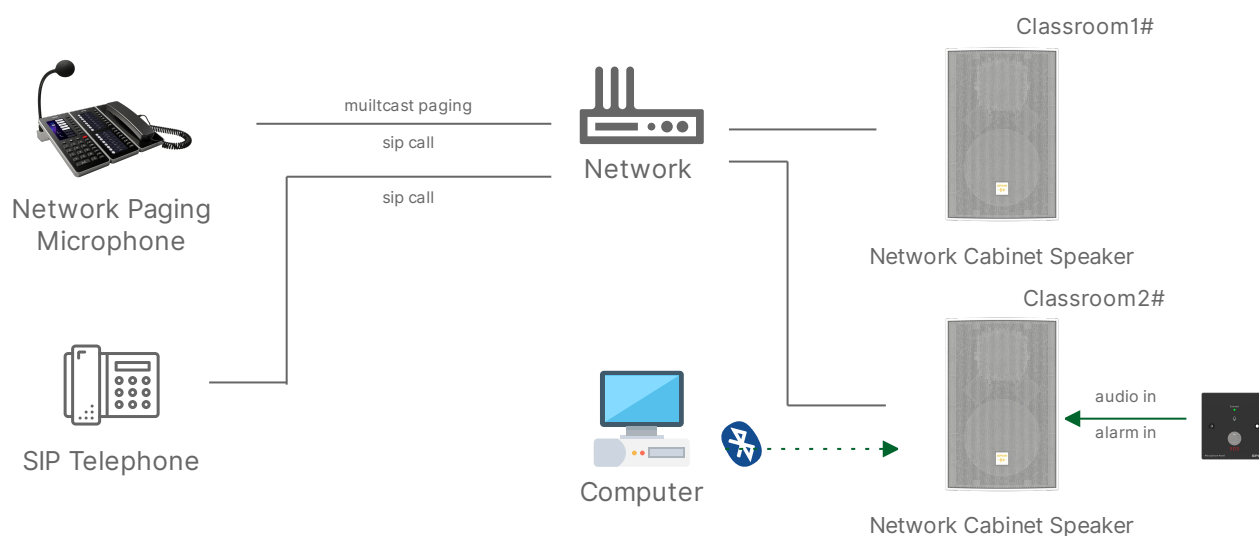 Classroom1#
muiltcast paging
sip call
Network
sip call
Network Paging
Microphone
Network Cabinet Speaker
Classroom2#
audio in
alarm in
SIP Telephone
Computer
Network Cabinet Speaker